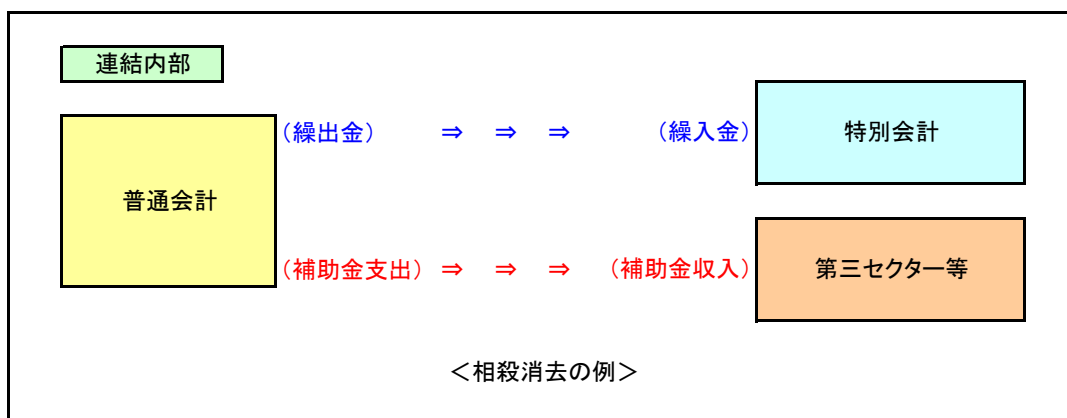 連結内部
(繰出金) ⇒ ⇒ ⇒ (繰入金) 特別会計
普通会計
(補助金支出) ⇒ ⇒ ⇒ (補助金収入) 第三セクター等
<相殺消去の例>